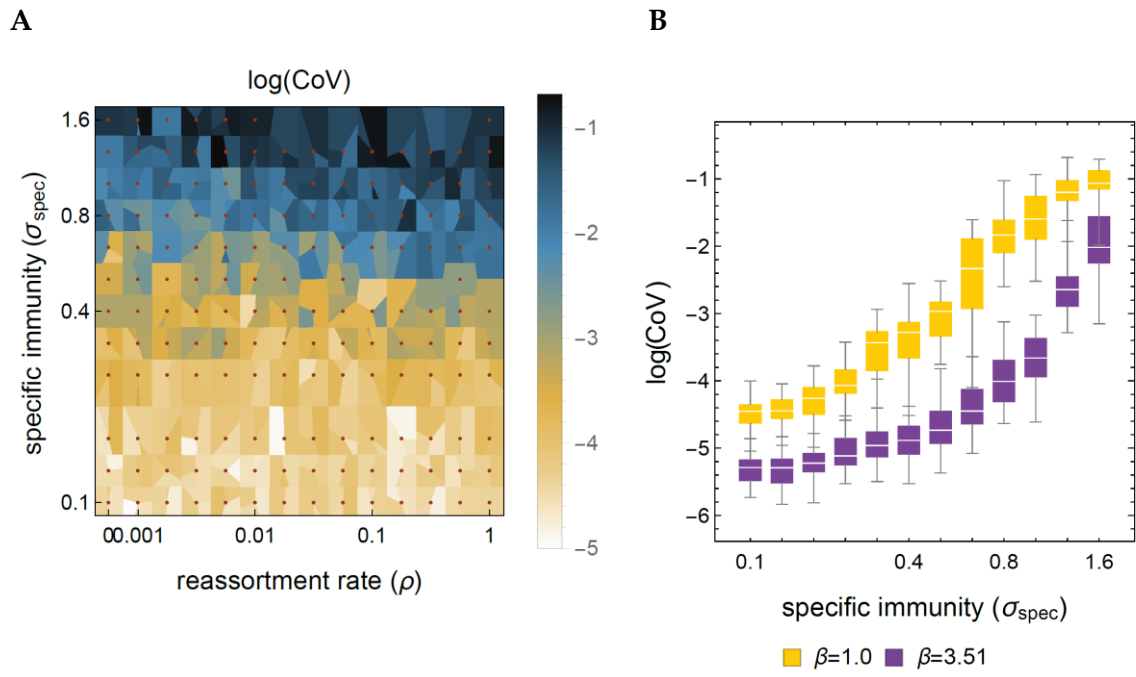 A
log(CoV)
1.6
0.8
0.4
0.1
specific immunity (σspec)
00.001
0.01
0.1
1
reassortment rate (ρ)
−1
−2
−3
−4
−5
B
−1
−2
−3
−4
−5
−6
log(CoV)
0.1
0.4
0.8
1.6
specific immunity (σspec)
β=1.0 β=3.51